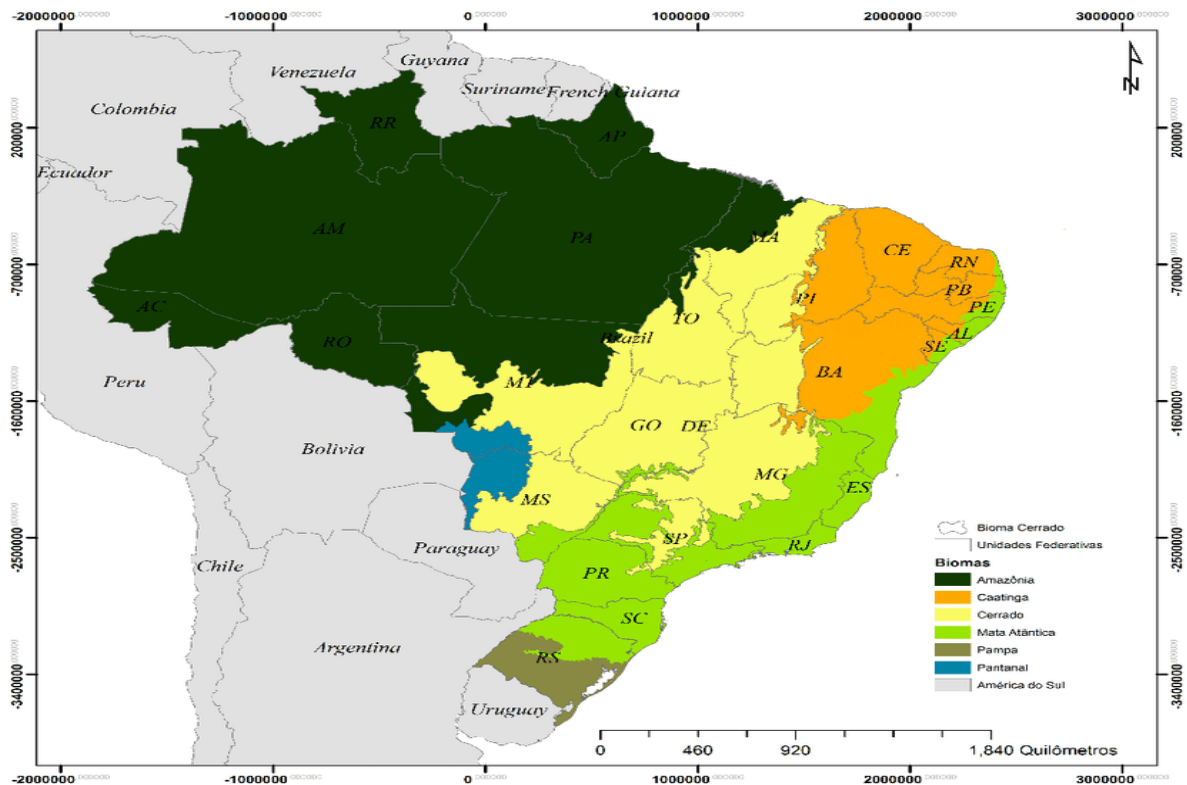 -2000000
-1000000
0
1000000
2000000
3000000
Guyana
Venezuela
Suriname
French Guiana
Colombia
200000
200000
RR
AP
Ecuador
AM
PA
MA
CE
RN
-700000
-700000
PB
AC
PI
PE
TO
RO
Brazil
AL
SE
Peru
MT
BA
-1600000
-1600000
GO
DF
Bolivia
MG
ES
MS
Bioma Cerrado
SP
RJ
Unidades Federativas
-2500000
-2500000
Paraguay
Chile
Biomas
PR
Amazônia
Caatinga
Cerrado
SC
Mata Atântica
Argentina
Pampa
RS
Pantanal
-3400000
-3400000
América do Sul
Uruguay
N
0
460
920
1,840 Quilômetros
-2000000
-1000000
0
1000000
2000000
3000000